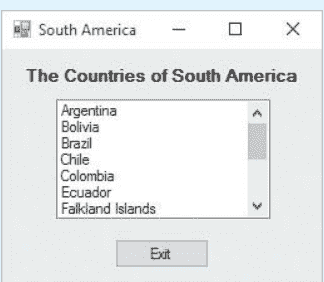 South America
The Countries of South America
Argentina
Bolivia
Brazil
Chile
Colombia
Ecuador
Falkland Islands
Exit